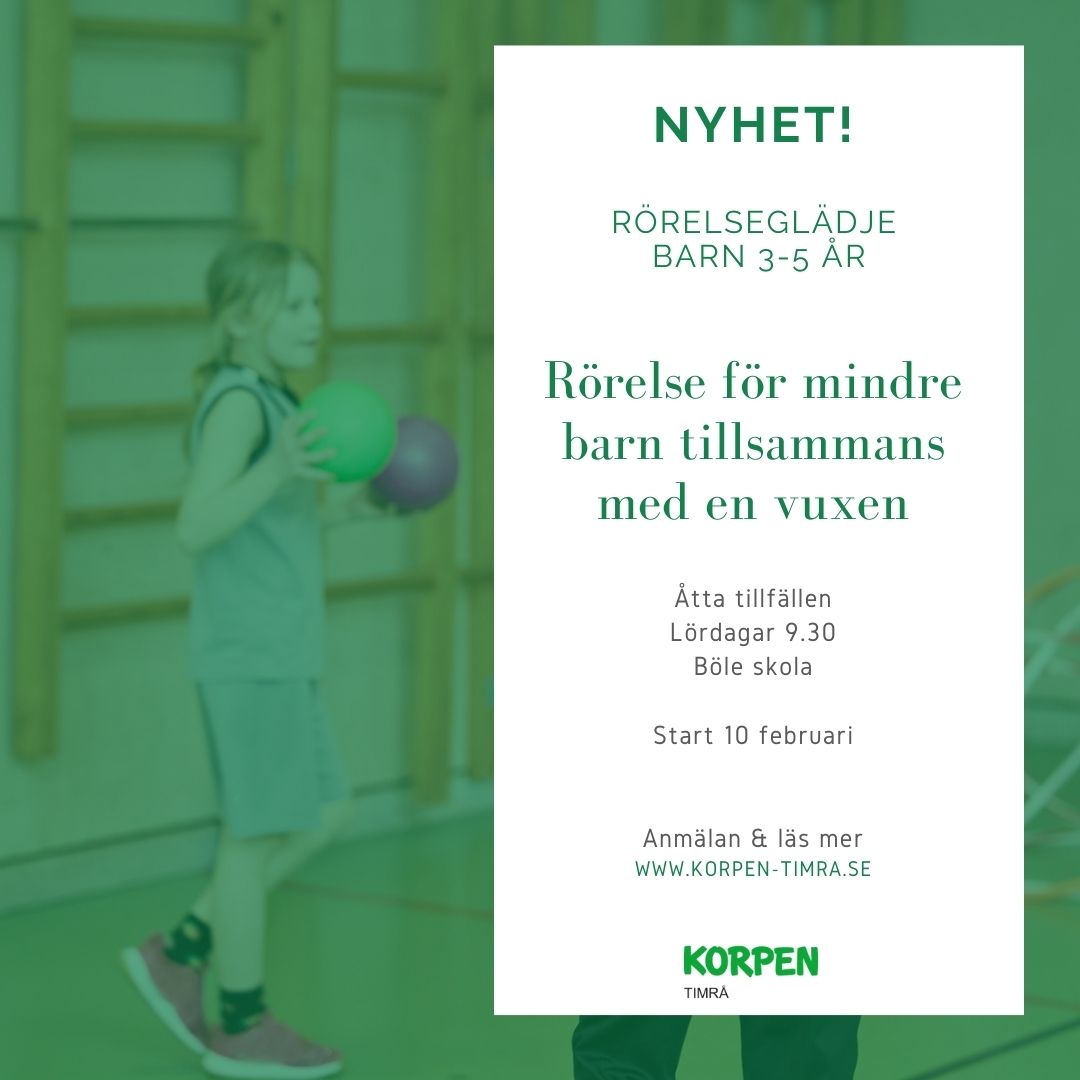 NYHET!
RÖRELSEGLÄDJE
BARN 3-5 ÅR
Rörelse för mindre
barn tillsammans
med en vuxen
Åtta tillfällen
Lördagar 9.30
Böle skola
Start 10 februari
Anmälan & läs mer
WWW.KORPEN-TIMRA.SE
KORPEN
TIMRÅ